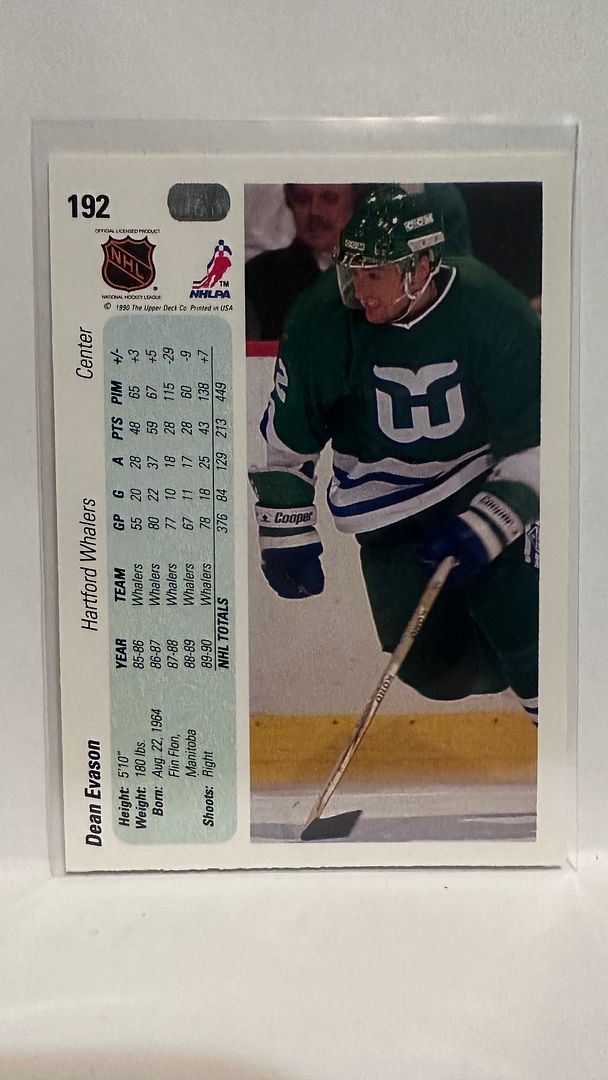 192
OFFICIAL LICENSED PRODUCT
NHL
®
NATIONAL HOCKEY LEAGUE
TM
NHLPA
© 1990 The Upper Deck Co. Printed in USA
Dean Evason Hartford Whalers Center
Height: 5'10"
Weight: 180 lbs.
Born: Aug. 22, 1964
Flin Flon,
Manitoba
Shoots: Right
YEAR TEAM GP G A PTS PIM +/-
85-86 Whalers 55 20 28 48 65 +3
86-87 Whalers 80 22 37 59 67 +5
87-88 Whalers 77 10 18 28 115 -29
88-89 Whalers 67 11 17 28 60 -9
89-90 Whalers 78 18 25 43 138 +7
NHL TOTALS 376 84 129 213 449
CCM
Cooper
Cooper
KOHO
KOHO